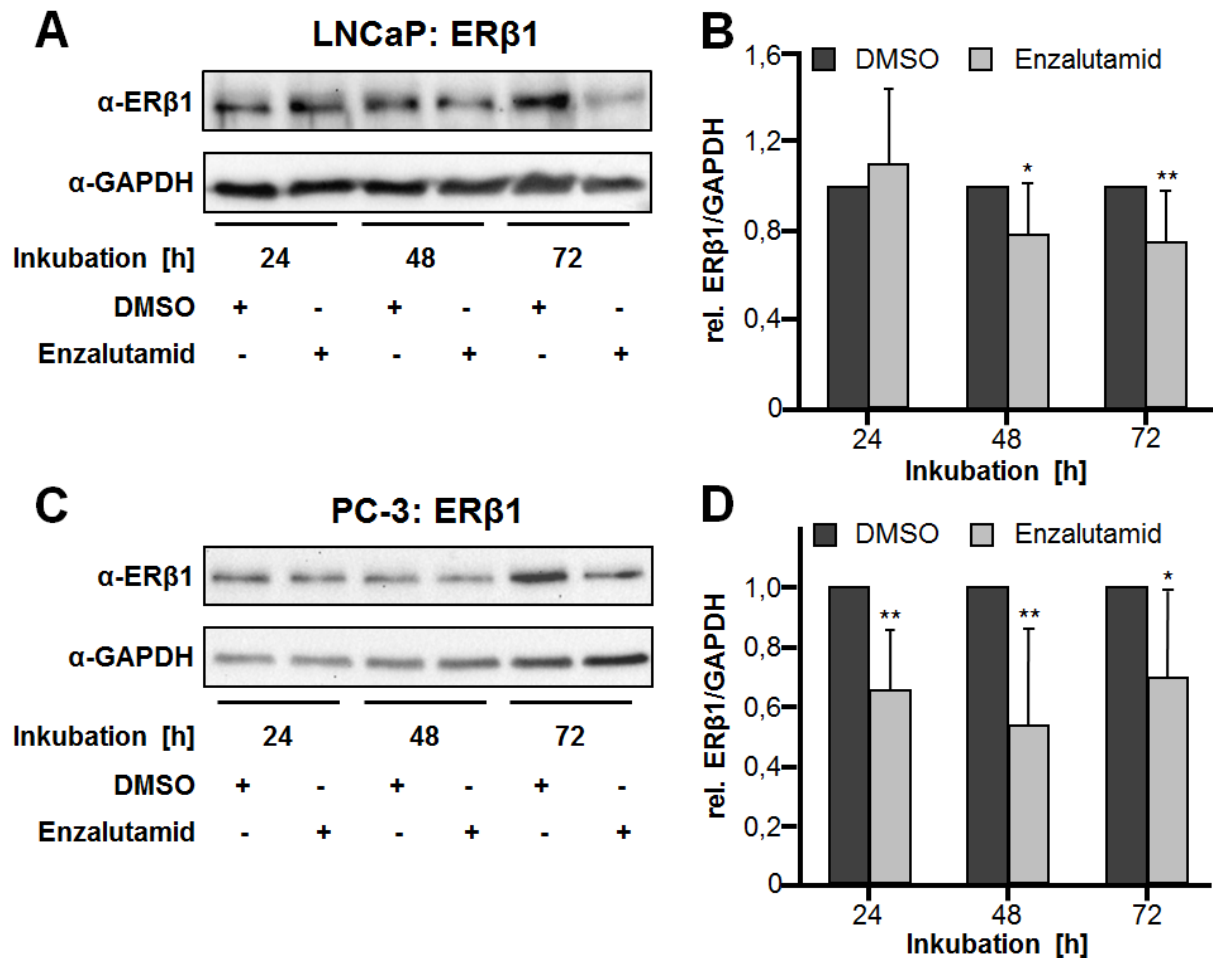 A
LNCaP: ERβ1
α-ERβ1
α-GAPDH
Inkubation [h] 24 48 72
DMSO + - + - + -
Enzalutamid - + - + - +
B
DMSO Enzalutamid
rel. ERβ1/GAPDH
1,6
1,2
0,8
0,4
0
* **
24 48 72
Inkubation [h]
C
PC-3: ERβ1
α-ERβ1
α-GAPDH
Inkubation [h] 24 48 72
DMSO + - + - + -
Enzalutamid - + - + - +
D
DMSO Enzalutamid
rel. ERβ1/GAPDH
1,0
0,8
0,6
0,4
0,2
0
** ** *
24 48 72
Inkubation [h]